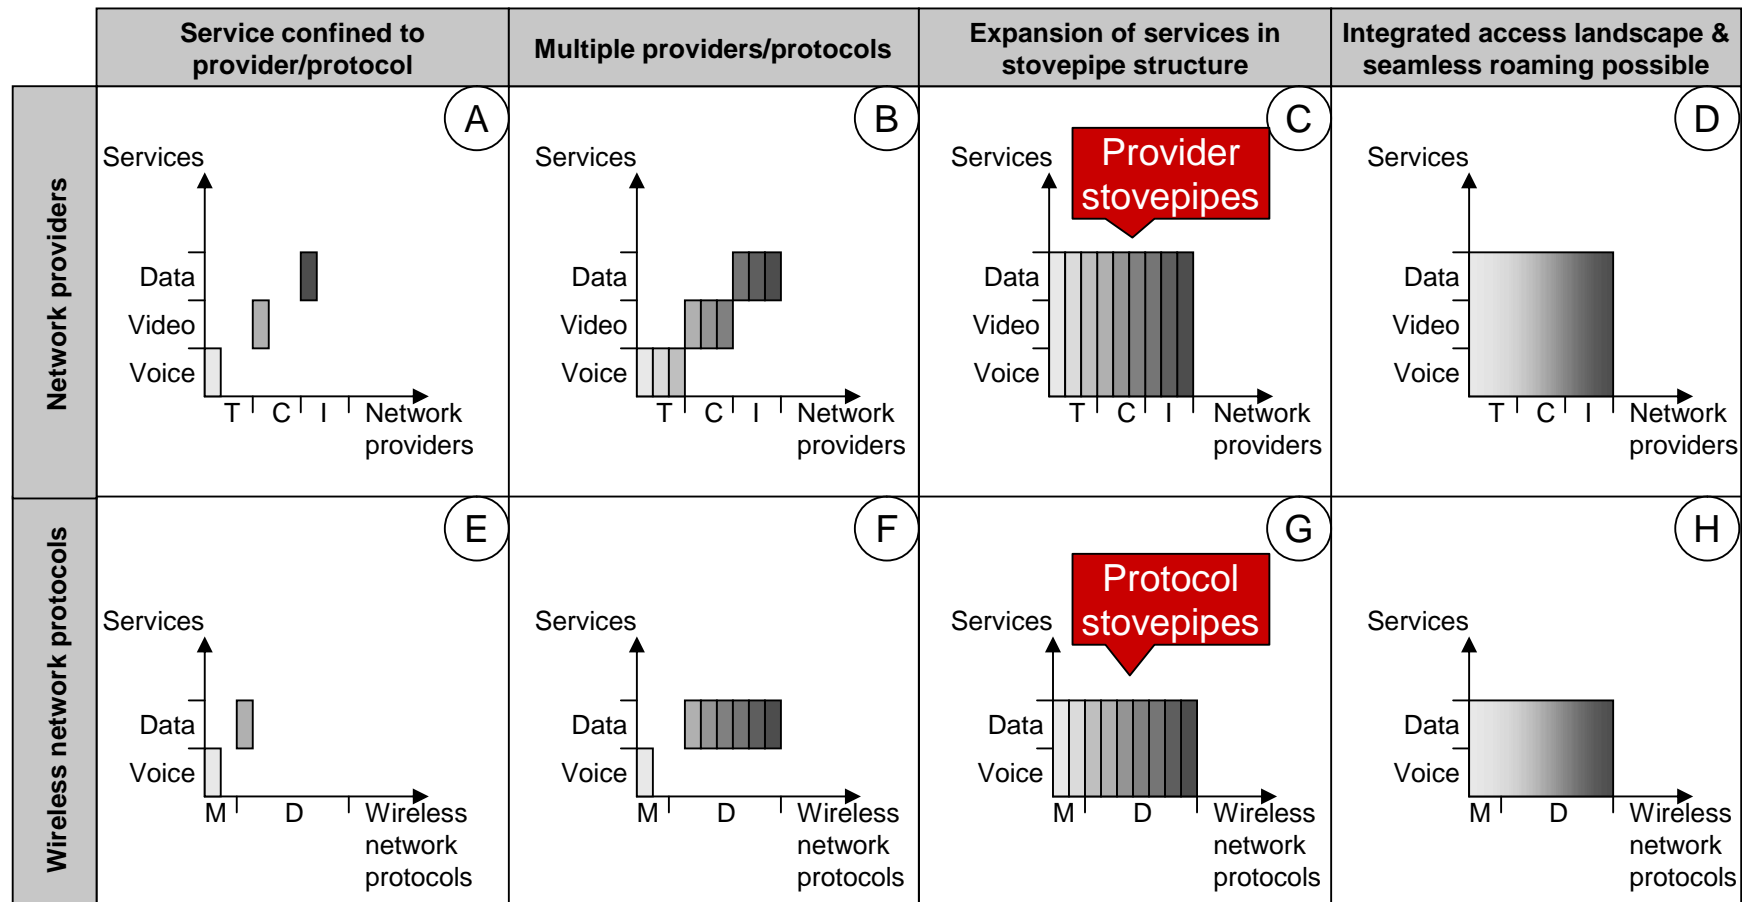 Service confined to
provider/protocol
Multiple providers/protocols
Expansion of services in
stovepipe structure
Integrated access landscape &
seamless roaming possible
Network providers
A
Services
Data
Video
Voice
T C I Network
providers
B
Services
Data
Video
Voice
T C I Network
providers
C
Provider
stovepipes
Services
Data
Video
Voice
T C I Network
providers
D
Services
Data
Video
Voice
T C I Network
providers
Wireless network protocols
E
Services
Data
Voice
M D Wireless
network
protocols
F
Services
Data
Voice
M D Wireless
network
protocols
G
Protocol
stovepipes
Services
Data
Voice
M D Wireless
network
protocols
H
Services
Data
Voice
M D Wireless
network
protocols